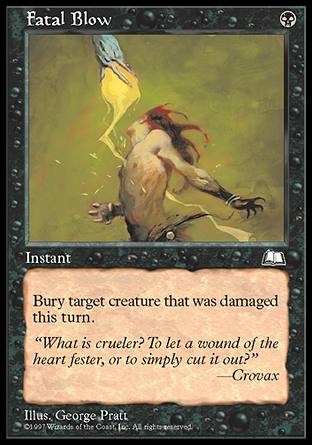 Fatal Blow
Instant
Bury target creature that was damaged
this turn.
“What is crueler? To let a wound of the
heart fester, or to simply cut it out?”
—Crovax
Illus. George Pratt
©1997 Wizards of the Coast, Inc. All rights reserved.